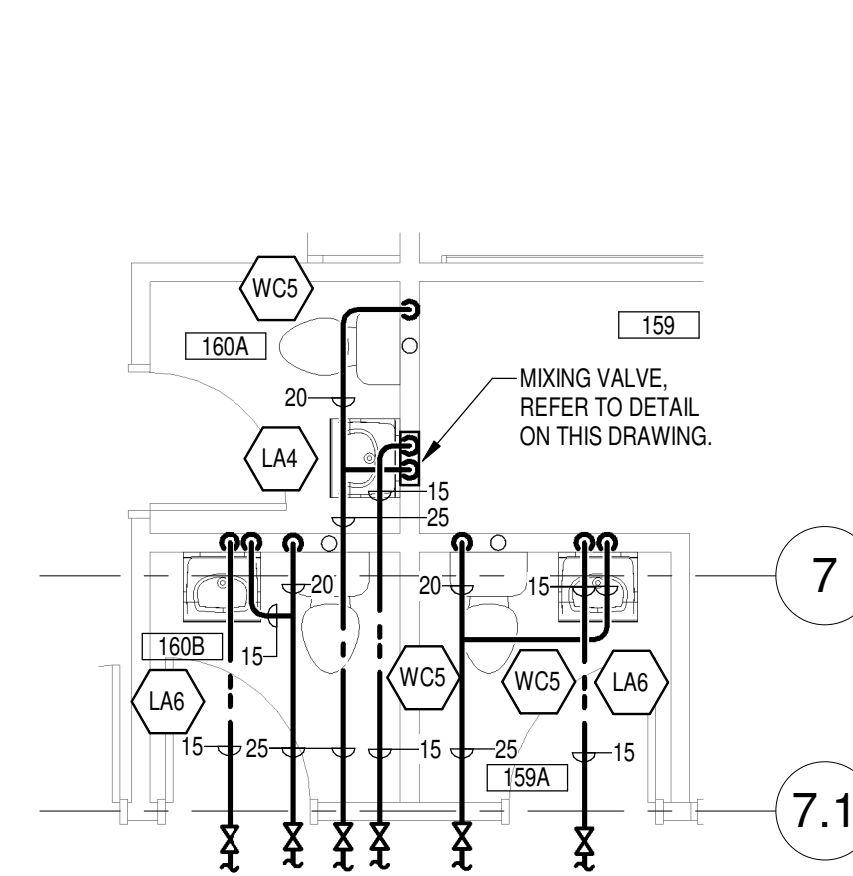 WC5
159
160A
MIXING VALVE,
REFER TO DETAIL
ON THIS DRAWING.
20
LA4
15
25
7
20
20
15
160B
15
WC5
WC5
LA6
LA6
15
25
15
25
15
159A
7.1